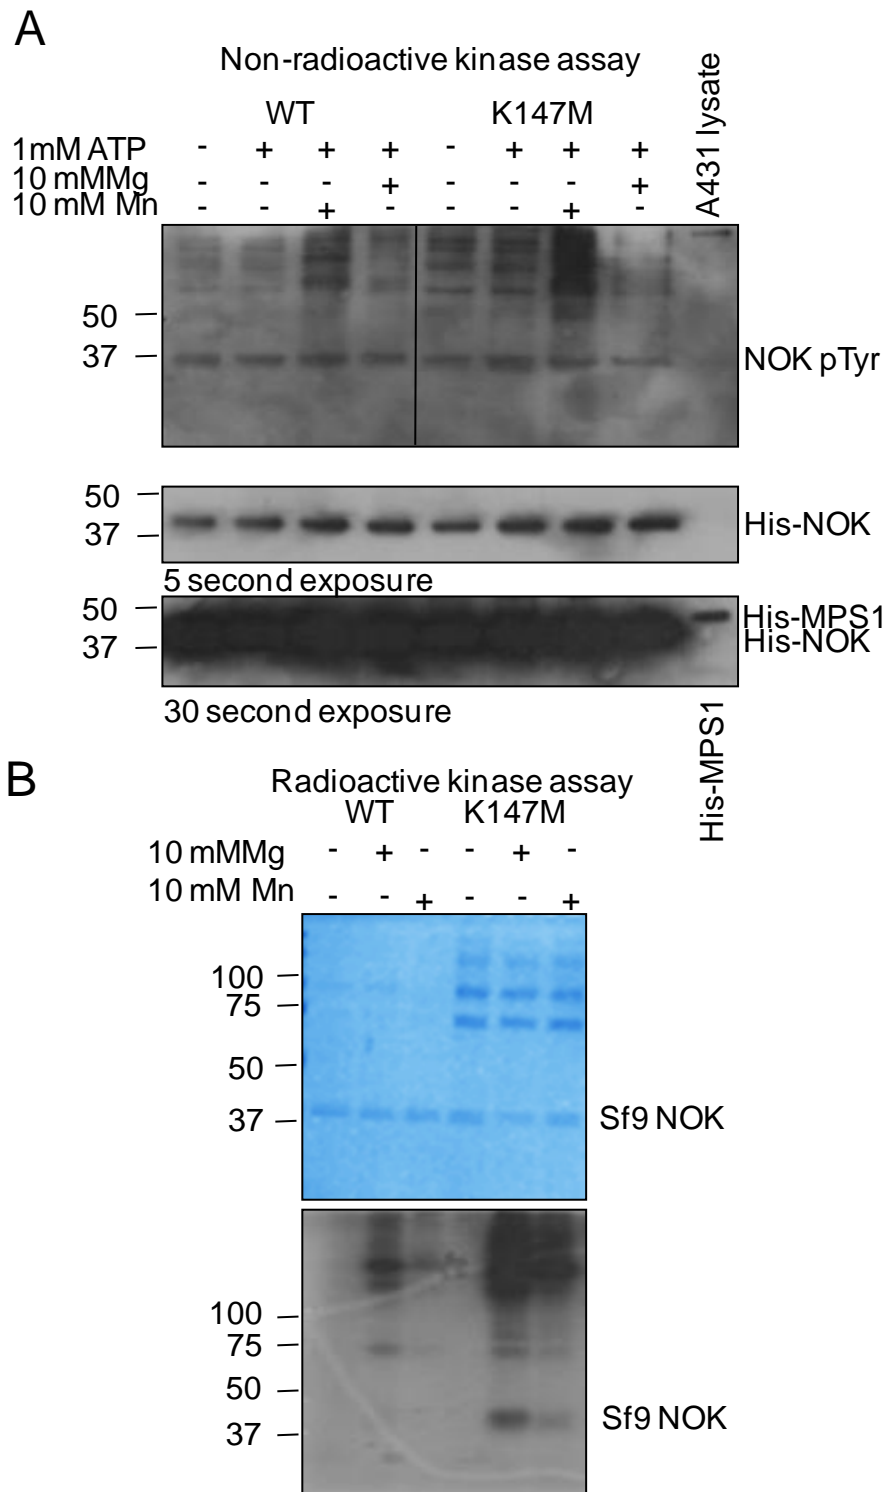 A
Non-radioactive kinase assay
WT K147M A431 lysate
1mM ATP - + + + - + + +
10 mMMg - - - + - - - +
10 mM Mn - - + - - - + -
50
37 NOK pTyr
50
37 His-NOK
5 second exposure
50 His-MPS1
37 His-NOK
30 second exposure
His-MPS1
B
Radioactive kinase assay
WT K147M
10 mMMg - + - - + -
10 mM Mn - - + - - +
100
75
50
37 Sf9 NOK
100
75
50
37 Sf9 NOK